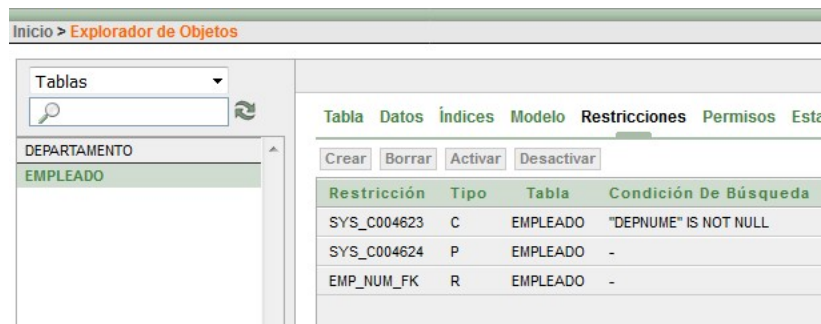 Inicio > Explorador de Objetos
Tablas
Tabla Datos Índices Modelo Restricciones Permisos Esta
DEPARTAMENTO
EMPLEADO
Crear Borrar Activar Desactivar
Restricción Tipo Tabla Condición De Búsqueda
SYS_C004623 C EMPLEADO "DEPNUME" IS NOT NULL
SYS_C004624 P EMPLEADO -
EMP_NUM_FK R EMPLEADO -